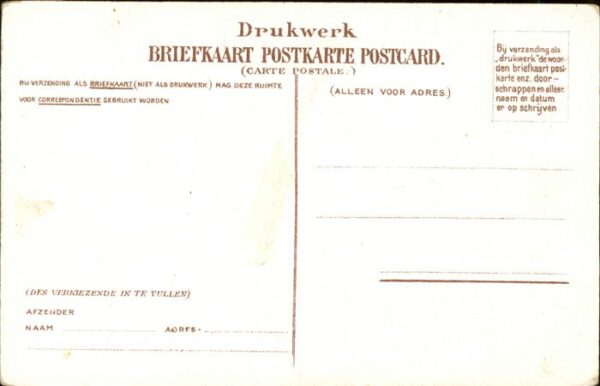 Drukwerk
BRIEFKAART POSTKARTE POSTCARD.
(CARTE POSTALE.)
BIJ VERZENDING ALS BRIEFKAART (NIET ALS DRUKWERK) MAG DEZE RUIMTE
VOOR CORRESPONDENTIE GEBRUIKT WORDEN
(ALLEEN VOOR ADRES.)
Bij verzending als
„drukwerk" de woor-
den briefkaart post-
karte enz. door-
schrappen en alleen
naam en datum
er op schrijven
(DES VERKIEZENDE IN TE VULLEN)
AFZENDER
NAAM ADRES